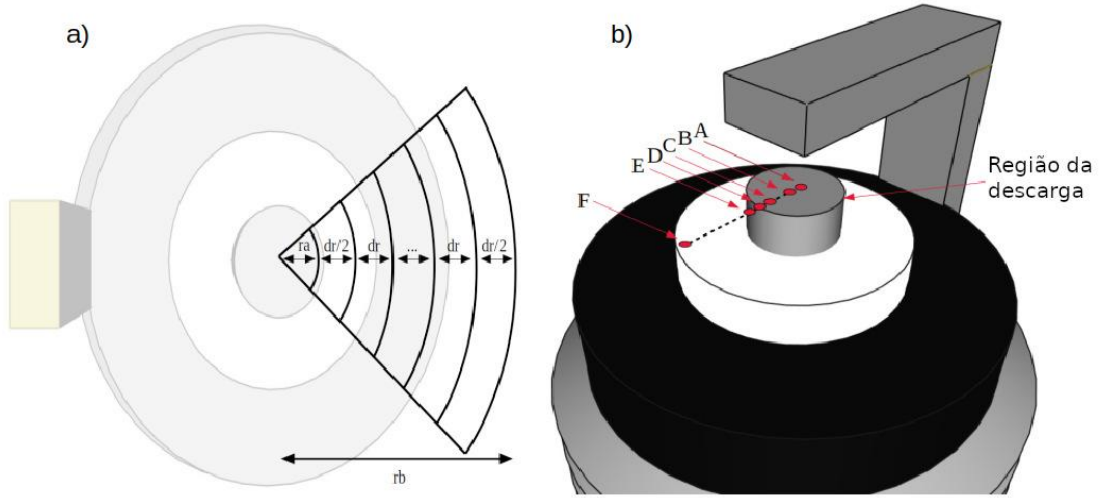 a)
ra
dr/2
dr
...
dr
dr/2
rb
b)
A
B
C
D
E
F
Região da
descarga